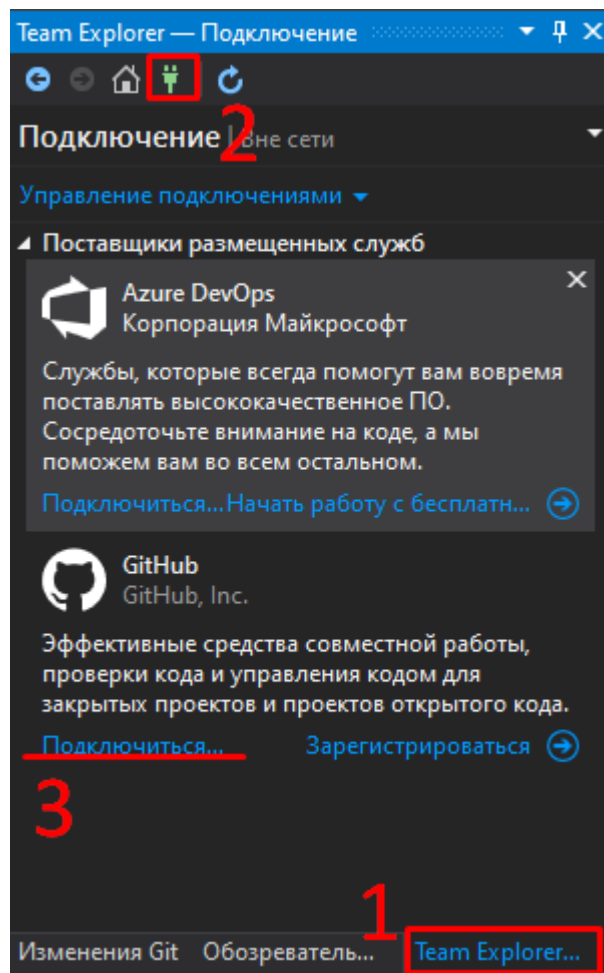 Team Explorer — Подключение
2
Подключение | Вне сети
Управление подключениями
Поставщики размещенных служб
Azure DevOps
Корпорация Майкрософт
Службы, которые всегда помогут вам вовремя
поставлять высококачественное ПО.
Сосредоточьте внимание на коде, а мы
поможем вам во всем остальном.
Подключиться... Начать работу с бесплатн...
GitHub
GitHub, Inc.
Эффективные средства совместной работы,
проверки кода и управления кодом для
закрытых проектов и проектов открытого кода.
Подключиться... Зарегистрироваться
3
1
Изменения Git Обозреватель... Team Explorer...